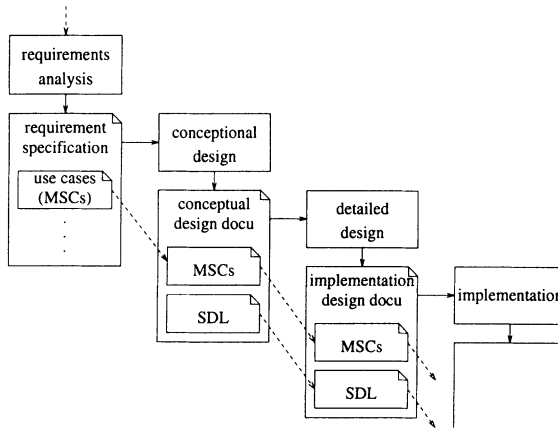 requirements
analysis
requirement
specification
use cases
(MSCs)
conceptional
design
conceptual
design docu
MSCs
SDL
detailed
design
implementation
design docu
MSCs
SDL
implementation